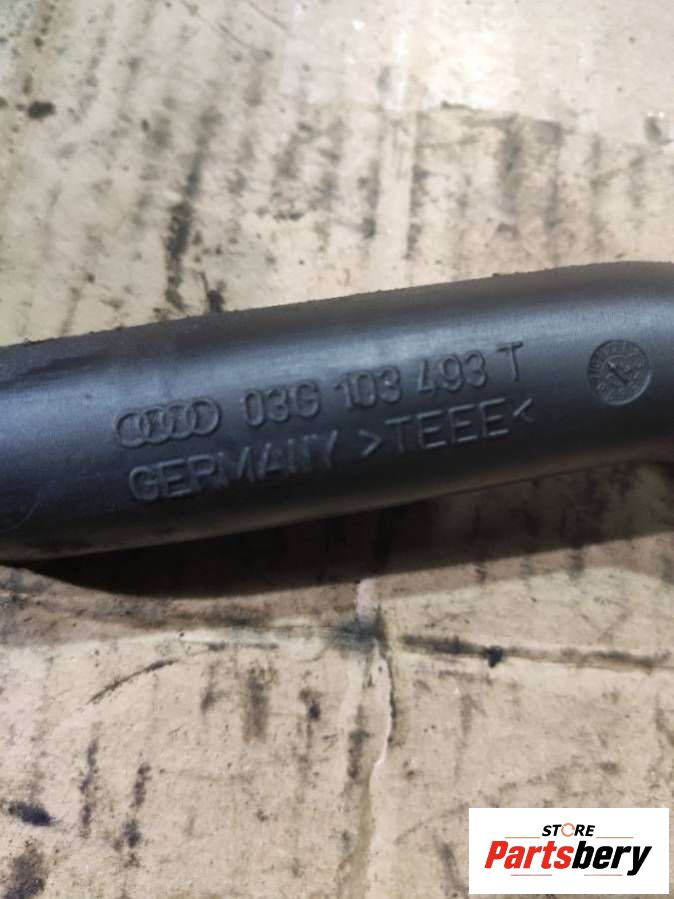 03G 103 493 T
GERMANY >TEEE<
STORE
Partsbery